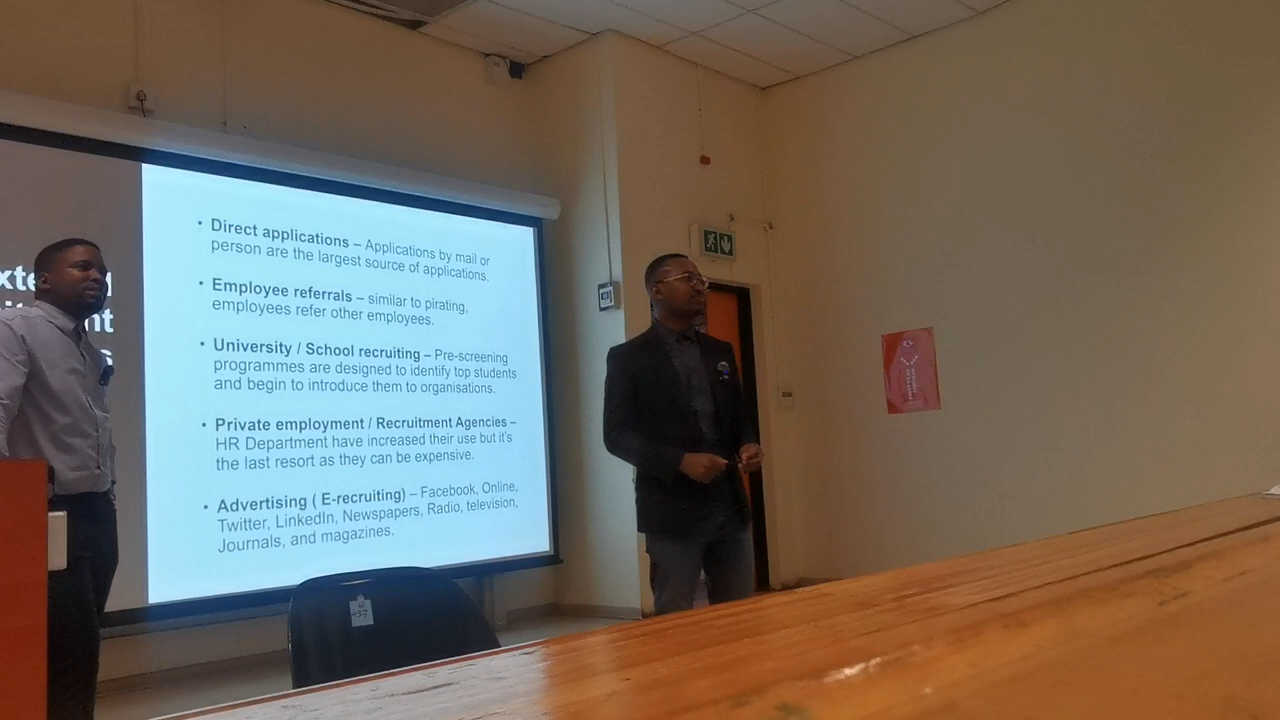 • Direct applications – Applications by mail or
person are the largest source of applications.
• Employee referrals – similar to pirating,
employees refer other employees.
• University / School recruiting – Pre-screening
programmes are designed to identify top students
and begin to introduce them to organisations.
• Private employment / Recruitment Agencies –
HR Department have increased their use but it's
the last resort as they can be expensive.
• Advertising ( E-recruiting) – Facebook, Online,
Twitter, LinkedIn, Newspapers, Radio, television,
Journals, and magazines.